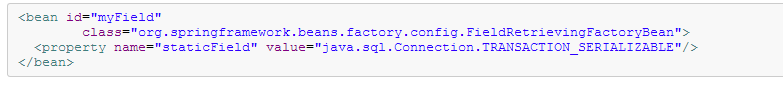 <bean id="myField"
class="org.springframework.beans.factory.config.FieldRetrievingFactoryBean">
<property name="staticField" value="java.sql.Connection.TRANSACTION_SERIALIZABLE"/>
</bean>